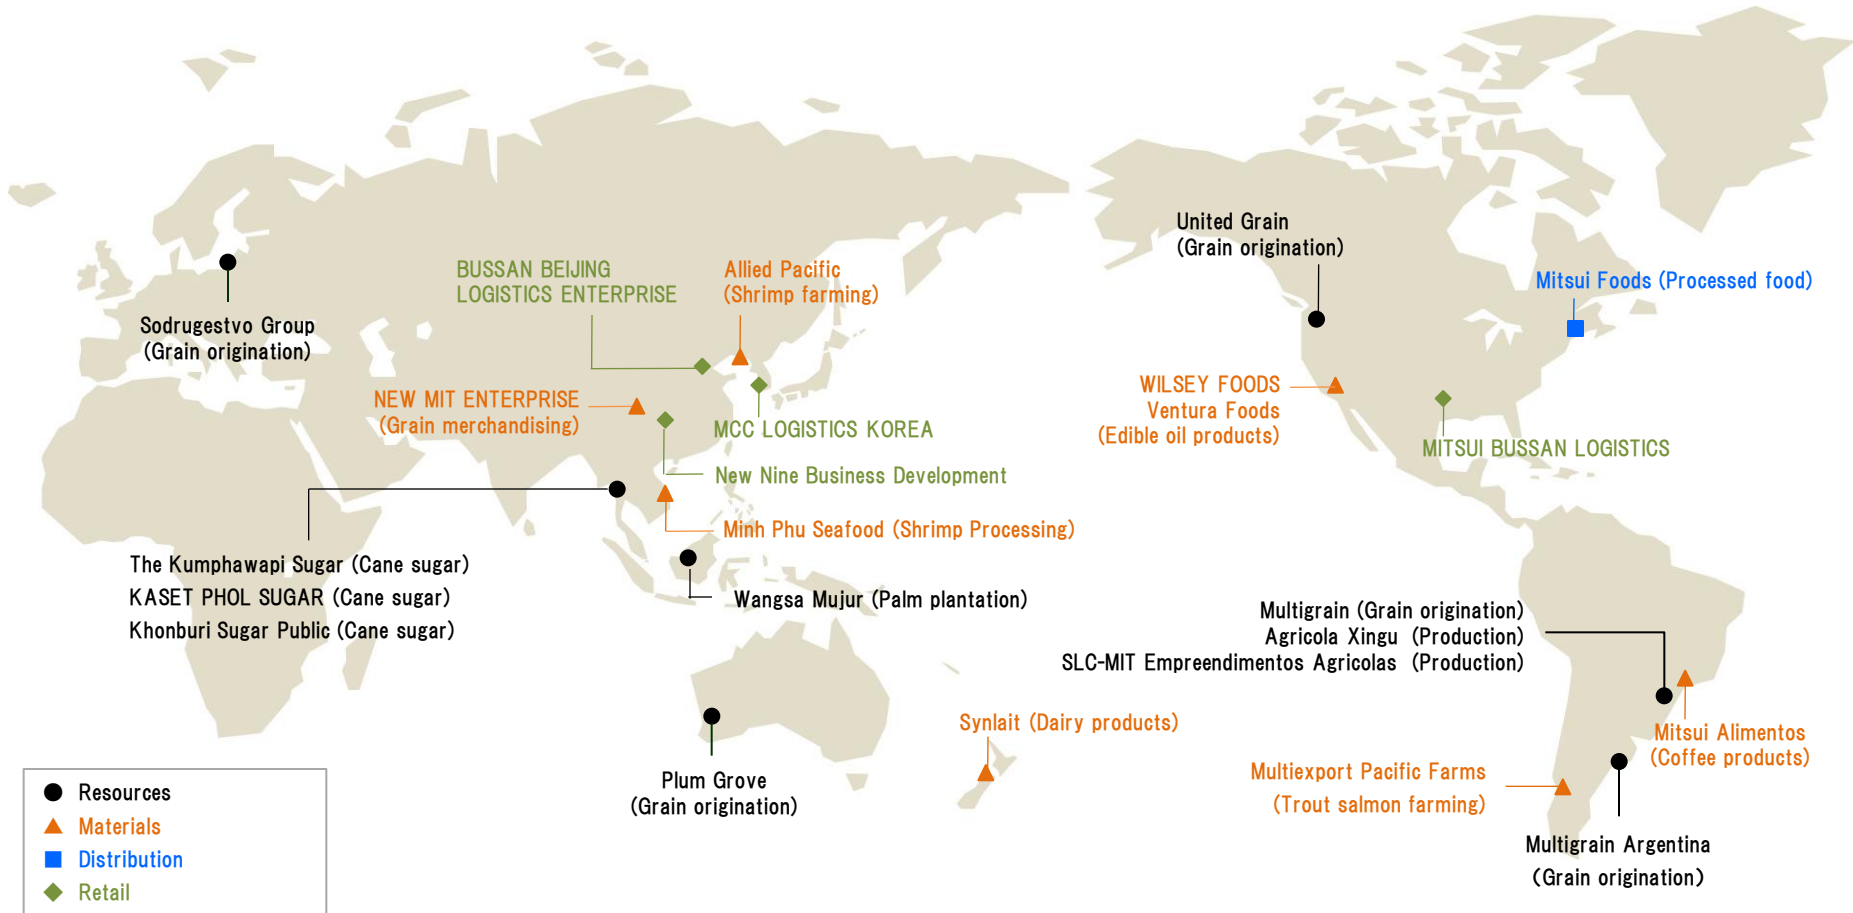 United Grain
(Grain origination)
BUSSAN BEIJING
LOGISTICS ENTERPRISE
Allied Pacific
(Shrimp farming)
Mitsui Foods (Processed food)
Sodrugestvo Group
(Grain origination)
NEW MIT ENTERPRISE
(Grain merchandising)
MCC LOGISTICS KOREA
WILSEY FOODS
Ventura Foods
(Edible oil products)
MITSUI BUSSAN LOGISTICS
New Nine Business Development
Minh Phu Seafood (Shrimp Processing)
The Kumphawapi Sugar (Cane sugar)
KASET PHOL SUGAR (Cane sugar)
Khonburi Sugar Public (Cane sugar)
Wangsa Mujur (Palm plantation)
Multigrain (Grain origination)
Agricola Xingu (Production)
SLC-MIT Empreendimentos Agricolas (Production)
Synlait (Dairy products)
Mitsui Alimentos
(Coffee products)
Plum Grove
(Grain origination)
Multiexport Pacific Farms
(Trout salmon farming)
Multigrain Argentina
(Grain origination)
Resources
Materials
Distribution
Retail